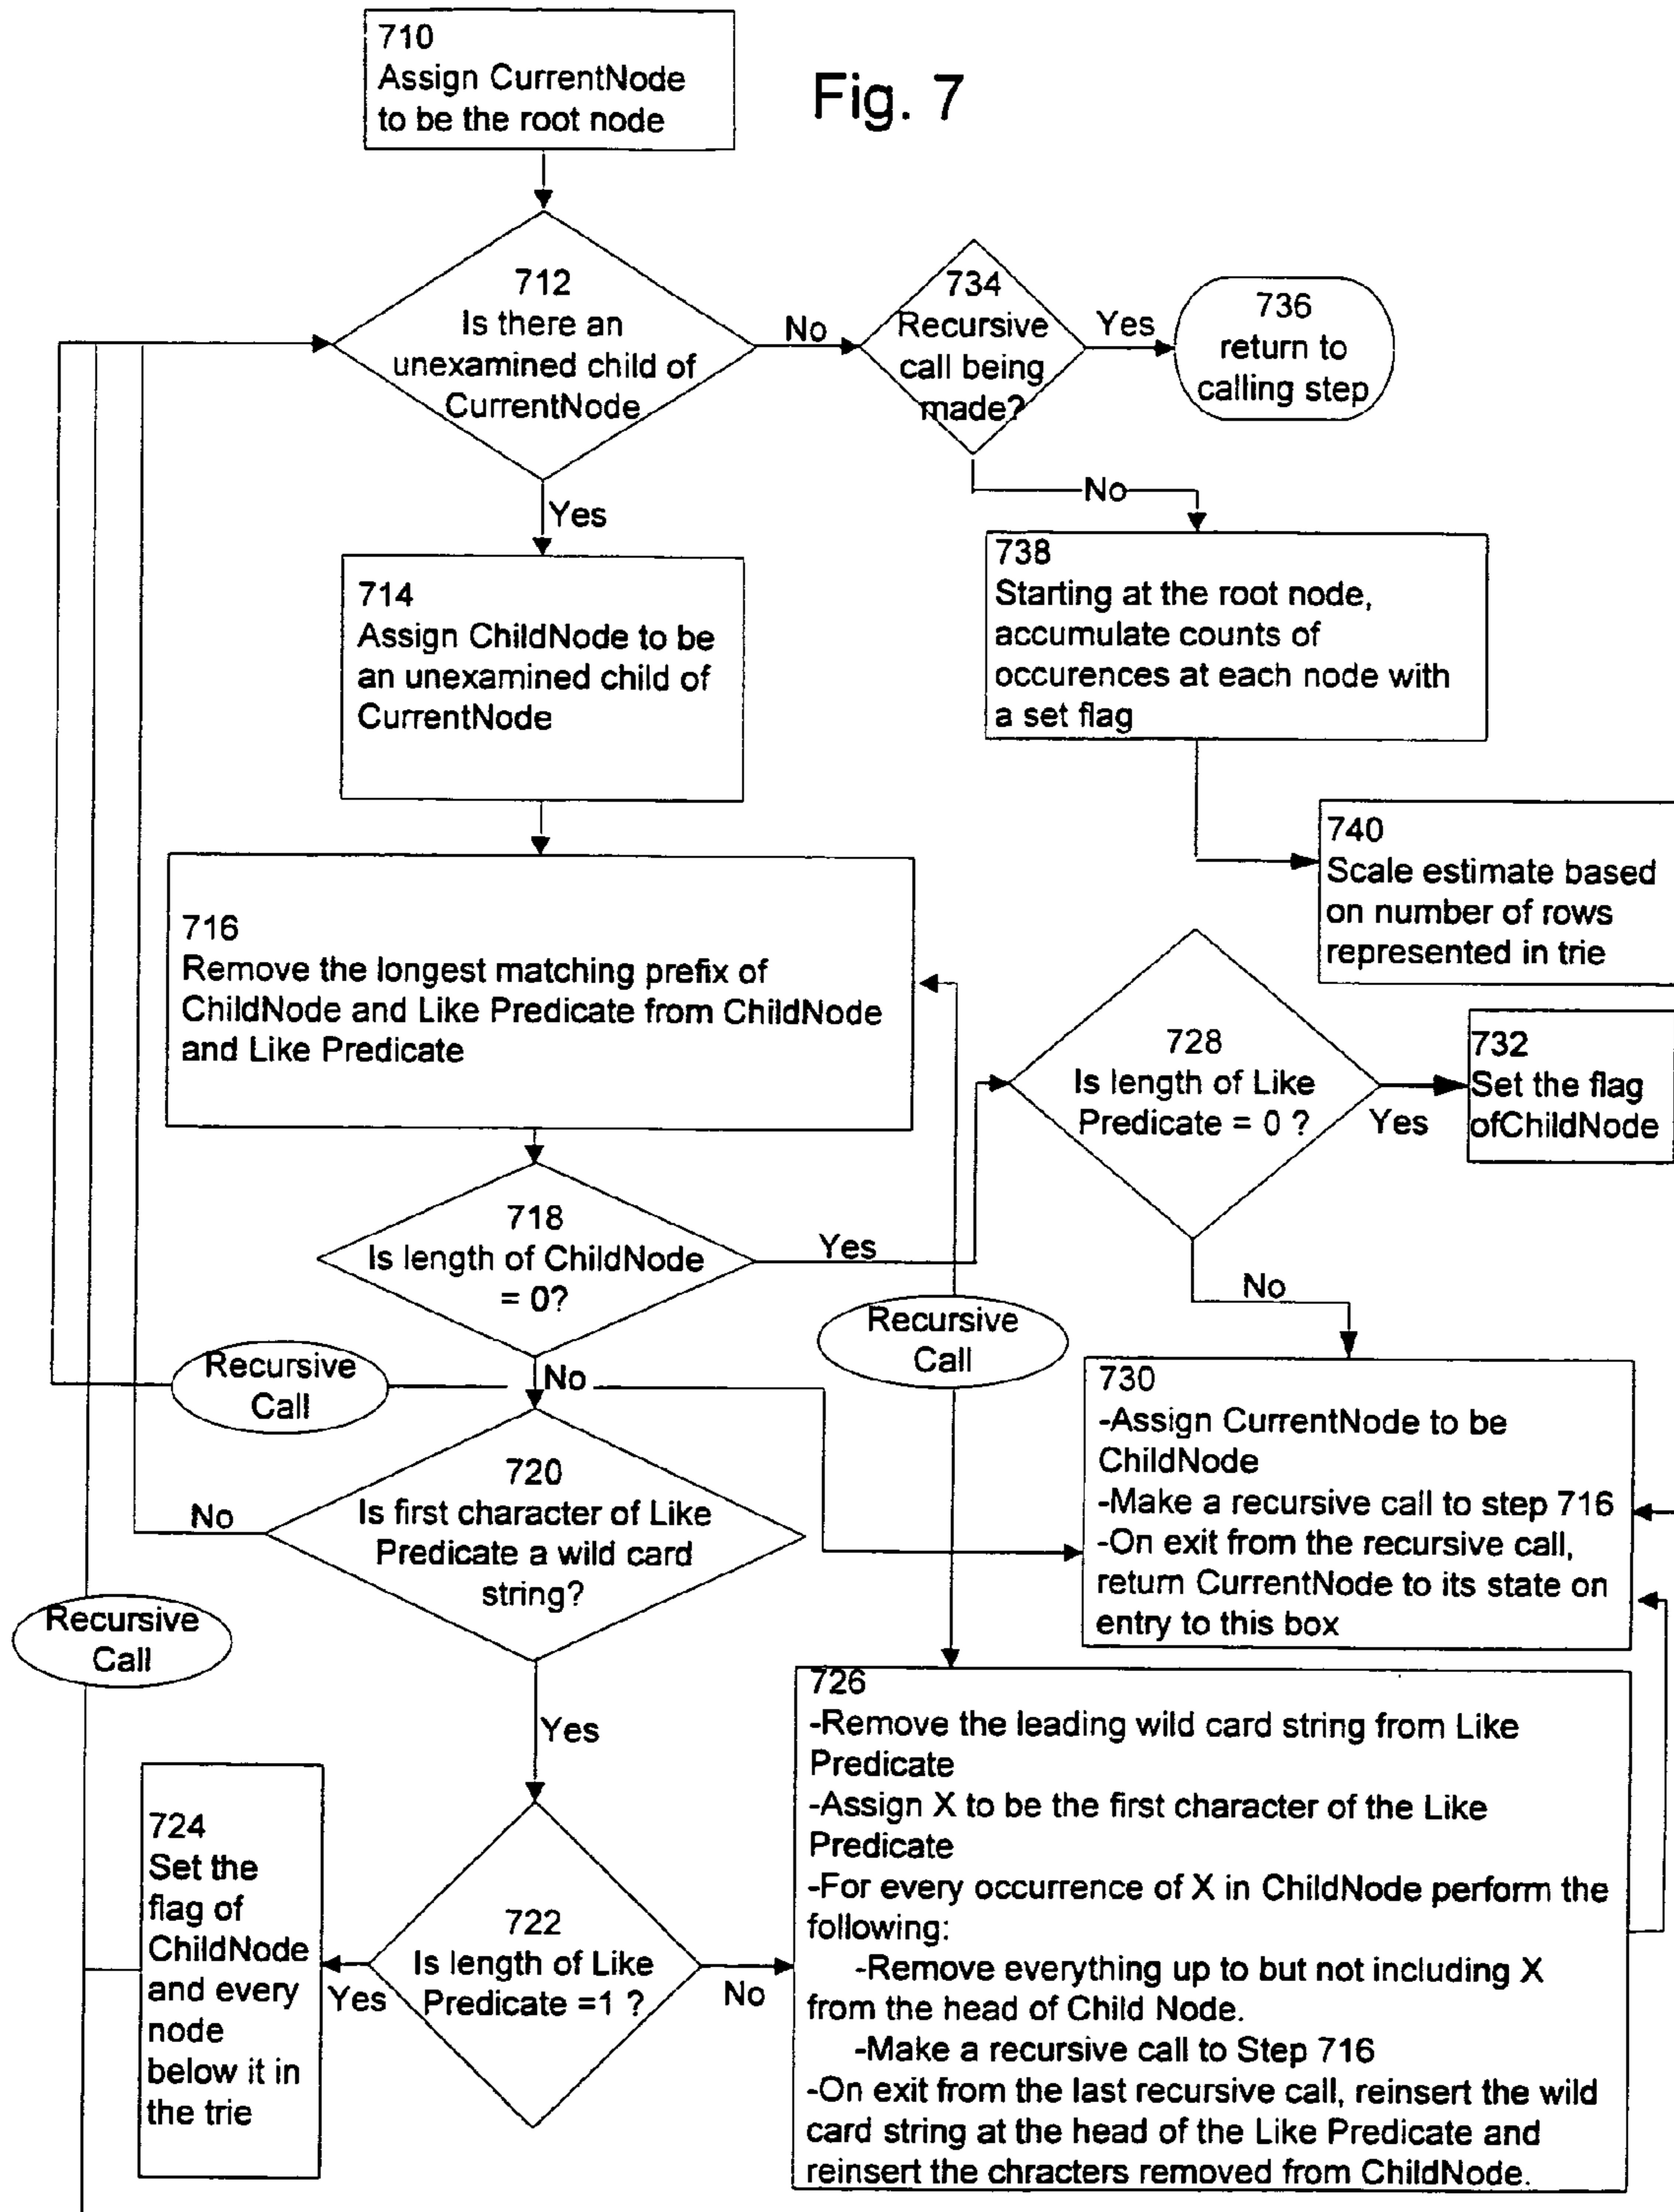 710
Assign CurrentNode
to be the root node
Fig. 7
712
Is there an
unexamined child of
CurrentNode
No
734
Recursive
call being
made?
Yes
736
return to
calling step
Yes
No
714
Assign ChildNode to be
an unexamined child of
CurrentNode
738
Starting at the root node,
accumulate counts of
occurences at each node with
a set flag
740
Scale estimate based
on number of rows
represented in trie
716
Remove the longest matching prefix of
ChildNode and Like Predicate from ChildNode
and Like Predicate
728
Is length of Like
Predicate = 0 ?
Yes
732
Set the flag
ofChildNode
718
Is length of ChildNode
= 0?
Yes
No
Recursive
Call
Recursive
Call
No
730
-Assign CurrentNode to be
ChildNode
-Make a recursive call to step 716
-On exit from the recursive call,
return CurrentNode to its state on
entry to this box
720
Is first character of Like
Predicate a wild card
string?
No
Recursive
Call
Yes
726
-Remove the leading wild card string from Like
Predicate
-Assign X to be the first character of the Like
Predicate
-For every occurrence of X in ChildNode perform the
following:
-Remove everything up to but not including X
from the head of Child Node.
-Make a recursive call to Step 716
-On exit from the last recursive call, reinsert the wild
card string at the head of the Like Predicate and
reinsert the chracters removed from ChildNode.
724
Set the
flag of
ChildNode
and every
node
below it in
the trie
722
Is length of Like
Predicate =1 ?
Yes
No